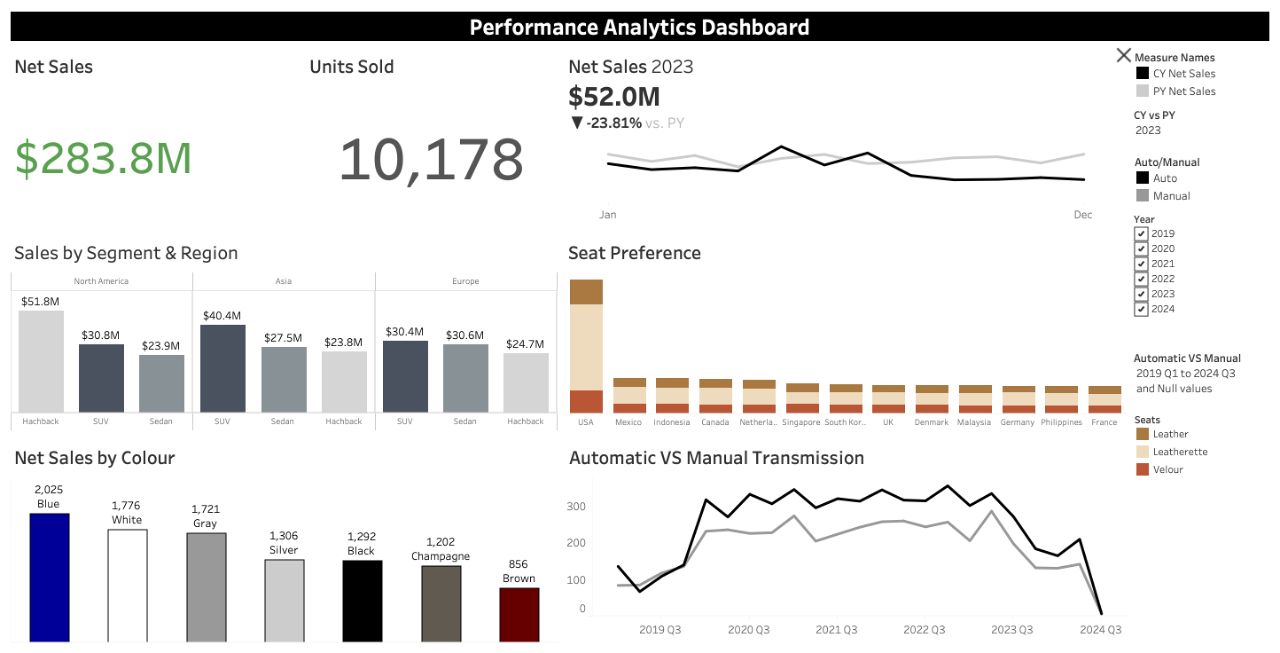 Performance Analytics Dashboard
Net Sales
Units Sold
Net Sales 2023
$283.8M
10,178
$52.0M
▼ -23.81% vs. PY
Jan
Dec
Measure Names
CY Net Sales
PY Net Sales
CY vs PY
2023
Auto/Manual
Auto
Manual
Year
2019
2020
2021
2022
2023
2024
Automatic VS Manual
2019 Q1 to 2024 Q3
and Null values
Seats
Leather
Leatherette
Velour
Sales by Segment & Region
North America
Asia
Europe
$51.8M
$30.8M
$23.9M
$40.4M
$27.5M
$23.8M
$30.4M
$30.6M
$24.7M
Hachback
SUV
Sedan
SUV
Sedan
Hachback
SUV
Sedan
Hachback
Seat Preference
USA
Mexico
Indonesia
Canada
Netherla..
Singapore
South Kor..
UK
Denmark
Malaysia
Germany
Philippines
France
Net Sales by Colour
2,025
Blue
1,776
White
1,721
Gray
1,306
Silver
1,292
Black
1,202
Champagne
856
Brown
Automatic VS Manual Transmission
300
200
100
0
2019 Q3
2020 Q3
2021 Q3
2022 Q3
2023 Q3
2024 Q3